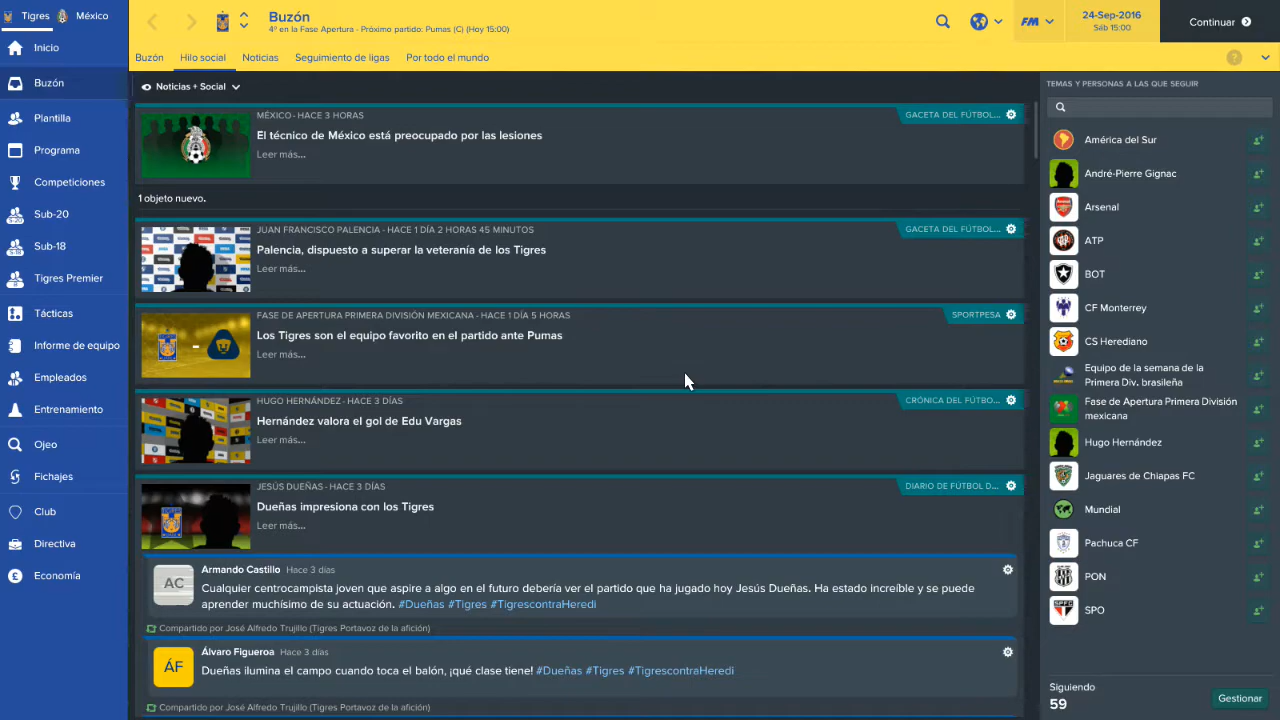 Tigres México
Inicio
Buzón
Plantilla
Programa
Competiciones
Sub-20
Sub-18
Tigres Premier
Tácticas
Informe de equipo
Empleados
Entrenamiento
Ojeo
Fichajes
Club
Directiva
Economía
Buzón
4º en la Fase Apertura - Próximo partido: Pumas (C) (Hoy 15:00)
FM
24-Sep-2016
Sáb 15:00
Continuar
Buzón Hilo social Noticias Seguimiento de ligas Por todo el mundo
?
Noticias + Social
MÉXICO - HACE 3 HORAS
GACETA DEL FÚTBOL...
El técnico de México está preocupado por las lesiones
Leer más...
1 objeto nuevo.
JUAN FRANCISCO PALENCIA - HACE 1 DÍA 2 HORAS 45 MINUTOS
GACETA DEL FÚTBOL...
Palencia, dispuesto a superar la veteranía de los Tigres
Leer más...
FASE DE APERTURA PRIMERA DIVISIÓN MEXICANA - HACE 1 DÍA 5 HORAS
SPORTPESA
Los Tigres son el equipo favorito en el partido ante Pumas
Leer más...
HUGO HERNÁNDEZ - HACE 3 DÍAS
CRÓNICA DEL FÚTBO...
Hernández valora el gol de Edu Vargas
Leer más...
JESÚS DUEÑAS - HACE 3 DÍAS
DIARIO DE FÚTBOL D...
Dueñas impresiona con los Tigres
Leer más...
AC
Armando Castillo Hace 3 días
Cualquier centrocampista joven que aspire a algo en el futuro debería ver el partido que ha jugado hoy Jesús Dueñas. Ha estado increíble y se puede
aprender muchísimo de su actuación. #Dueñas #Tigres #TigrescontraHeredi
Compartido por José Alfredo Trujillo (Tigres Portavoz de la afición)
ÁF
Álvaro Figueroa Hace 3 días
Dueñas ilumina el campo cuando toca el balón, ¡qué clase tiene! #Dueñas #Tigres #TigrescontraHeredi
Compartido por José Alfredo Trujillo (Tigres Portavoz de la afición)
TEMAS Y PERSONAS A LAS QUE SEGUIR
América del Sur
André-Pierre Gignac
Arsenal
ATP
BOT
CF Monterrey
CS Herediano
Equipo de la semana de la
Primera Div. brasileña
Fase de Apertura Primera División
mexicana
Hugo Hernández
Jaguares de Chiapas FC
Mundial
Pachuca CF
PON
SPO
Siguiendo
59
Gestionar